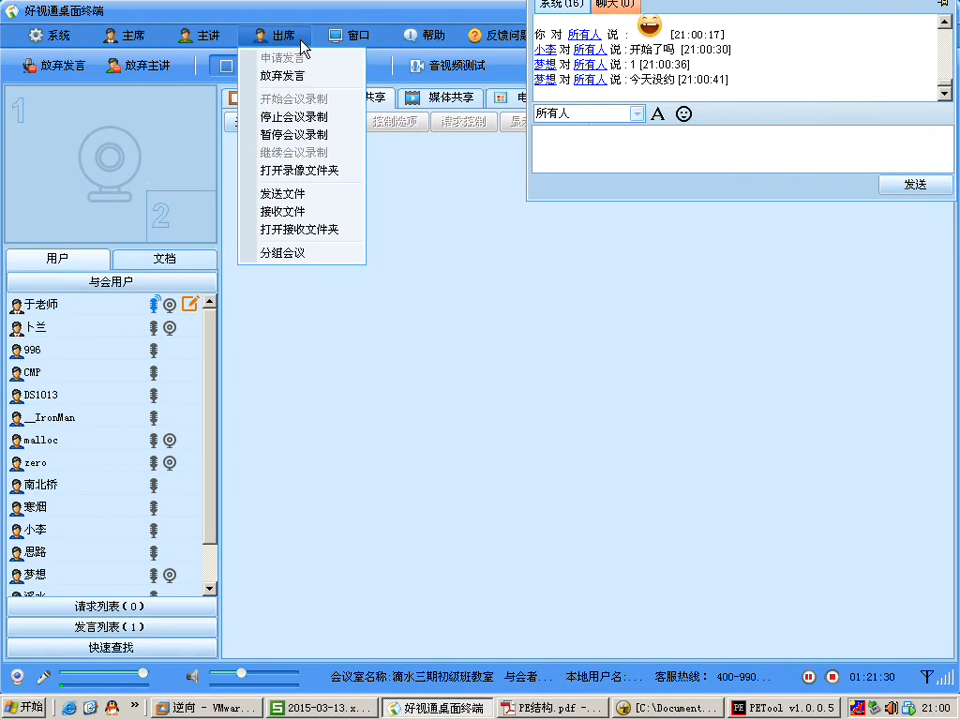 好视通桌面终端
系统 主席 主讲 出席 窗口 帮助 反馈问题
放弃发言 放弃主讲 音视频测试
申请发言
放弃发言
开始会议录制
停止会议录制
暂停会议录制
继续会议录制
打开录像文件夹
发送文件
接收文件
打开接收文件夹
分组会议
共享 媒体共享 电
控制选项 请求控制
系统(16) 聊天(0)
你 对 所有人 说 : [21:00:17]
小李 对 所有人 说 : 开始了吗 [21:00:30]
梦想 对 所有人 说 : 1 [21:00:36]
梦想 对 所有人 说 : 今天没约 [21:00:41]
所有人 A
发送
1
2
用户 文档
与会用户
于老师
卜兰
996
CMP
DS1013
__IronMan
malloc
zero
南北桥
寒烟
小李
思路
梦想
请求列表(0)
发言列表(1)
快速查找
会议室名称:滴水三期初级班教室 与会者... 本地用户名:... 客服热线: 400-990... 01:21:30
开始 » 逆向 - VMwar... 2015-03-13.x... 好视通桌面终端 PE结构.pdf - ... [C:\Document... PETool v1.0.0.5 21:00